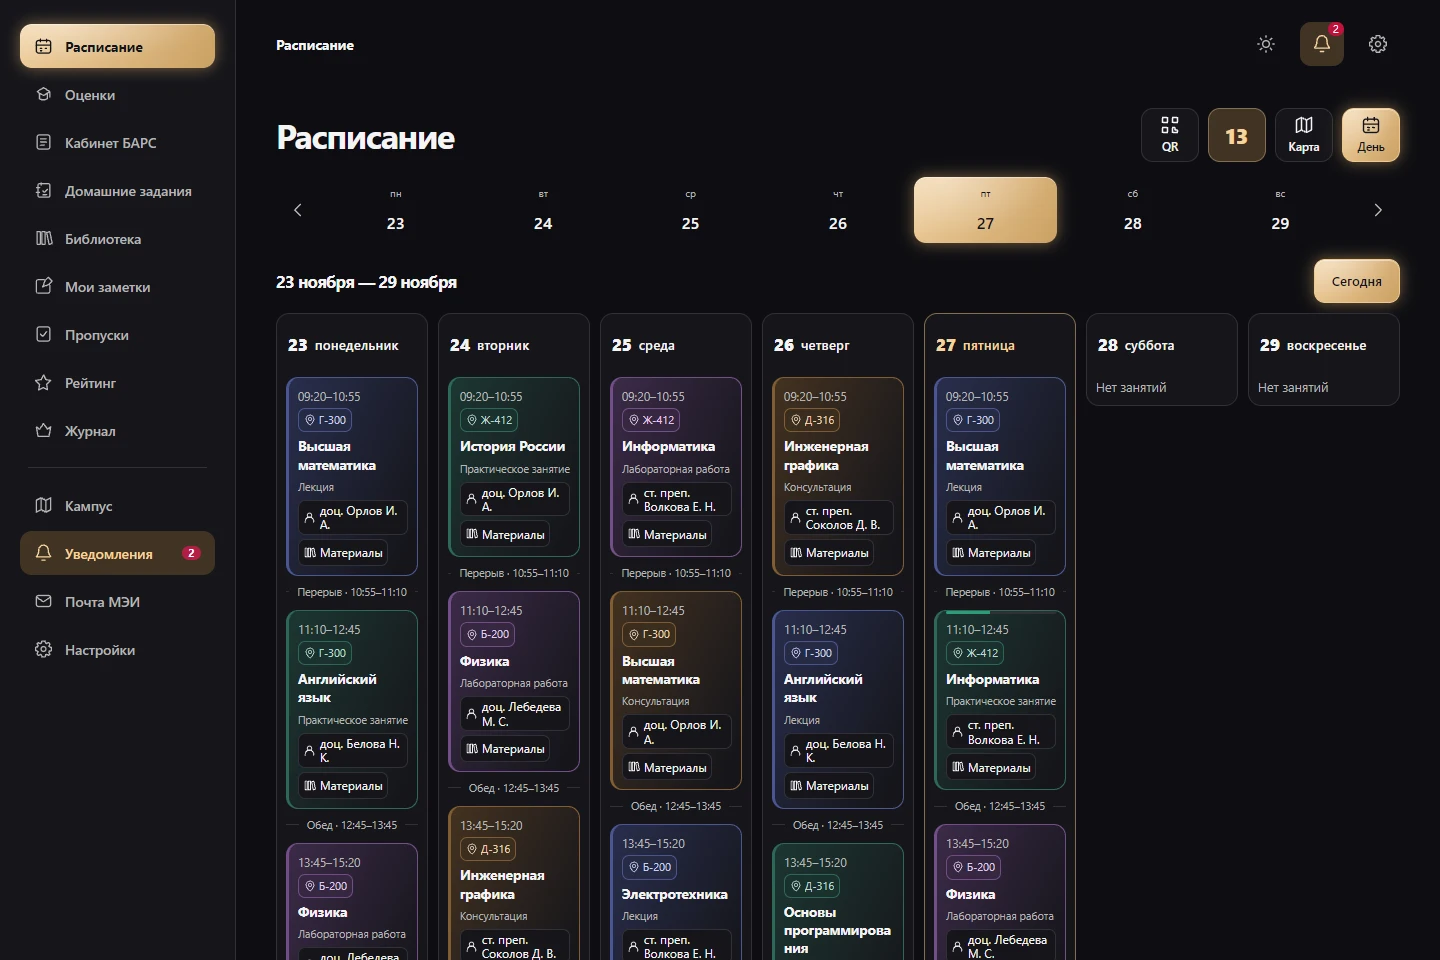 Расписание
Оценки
Кабинет БАРС
Домашние задания
Библиотека
Мои заметки
Пропуски
Рейтинг
Журнал
Кампус
Уведомления 2
Почта МЭИ
Настройки
Расписание
2
Расписание
QR
13
Карта
День
пн
23
вт
24
ср
25
чт
26
пт
27
сб
28
вс
29
23 ноября — 29 ноября
Сегодня
23 понедельник
09:20–10:55
Г-300
Высшая
математика
Лекция
доц. Орлов И.
А.
Материалы
Перерыв · 10:55–11:10
11:10–12:45
Г-300
Английский
язык
Практическое занятие
доц. Белова Н.
К.
Материалы
Обед · 12:45–13:45
13:45–15:20
Б-200
Физика
Лабораторная работа
доц. Лебедева
24 вторник
09:20–10:55
Ж-412
История России
Практическое занятие
доц. Орлов И.
А.
Материалы
Перерыв · 10:55–11:10
11:10–12:45
Б-200
Физика
Лабораторная работа
доц. Лебедева
М. С.
Материалы
Обед · 12:45–13:45
13:45–15:20
Д-316
Инженерная
графика
Консультация
ст. преп.
Соколов Д. В.
25 среда
09:20–10:55
Ж-412
Информатика
Лабораторная работа
ст. преп.
Волкова Е. Н.
Материалы
Перерыв · 10:55–11:10
11:10–12:45
Г-300
Высшая
математика
Консультация
доц. Орлов И.
А.
Материалы
Обед · 12:45–13:45
13:45–15:20
Б-200
Электротехника
Лекция
ст. преп.
Волкова Е. Н.
26 четверг
09:20–10:55
Д-316
Инженерная
графика
Консультация
ст. преп.
Соколов Д. В.
Материалы
Перерыв · 10:55–11:10
11:10–12:45
Г-300
Английский
язык
Лекция
доц. Белова Н.
К.
Материалы
Обед · 12:45–13:45
13:45–15:20
Д-316
Основы
программирова
ния
27 пятница
09:20–10:55
Г-300
Высшая
математика
Лекция
доц. Орлов И.
А.
Материалы
Перерыв · 10:55–11:10
11:10–12:45
Ж-412
Информатика
Практическое занятие
ст. преп.
Волкова Е. Н.
Материалы
Обед · 12:45–13:45
13:45–15:20
Б-200
Физика
Лабораторная работа
доц. Лебедева
М. С.
28 суббота
Нет занятий
29 воскресенье
Нет занятий